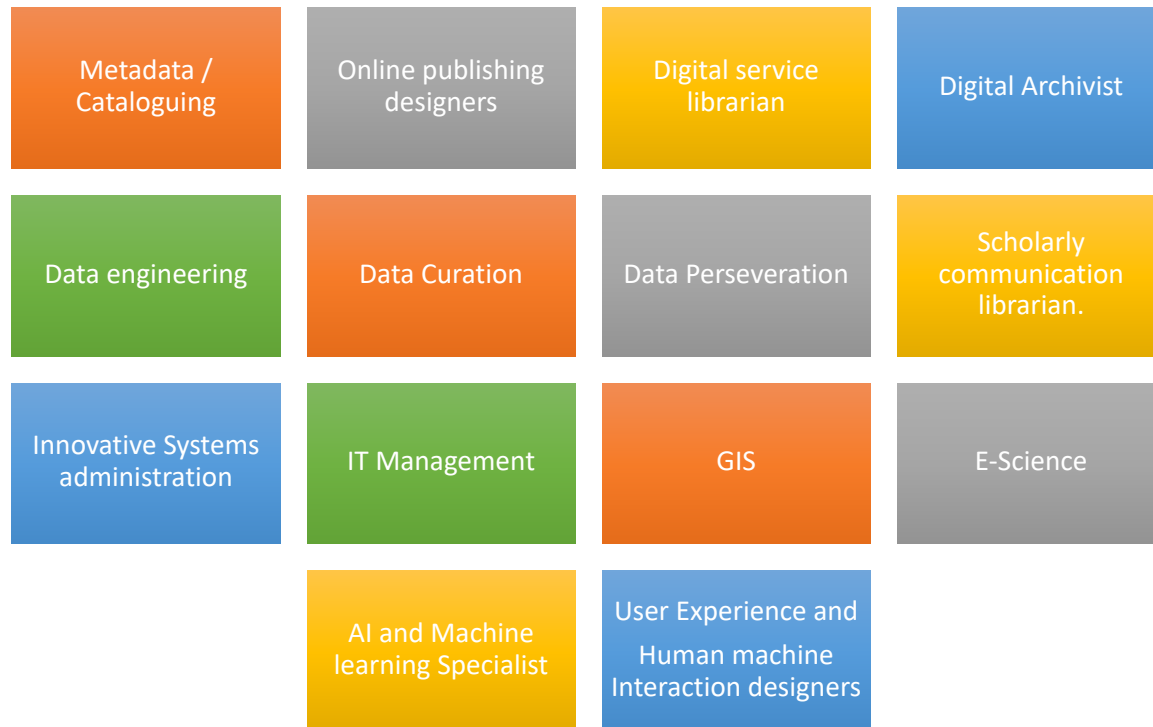 Metadata /
Cataloguing
Online publishing
designers
Digital service
librarian
Digital Archivist
Data engineering
Data Curation
Data Perseveration
Scholarly
communication
librarian.
Innovative Systems
administration
IT Management
GIS
E-Science
AI and Machine
learning Specialist
User Experience and
Human machine
Interaction designers